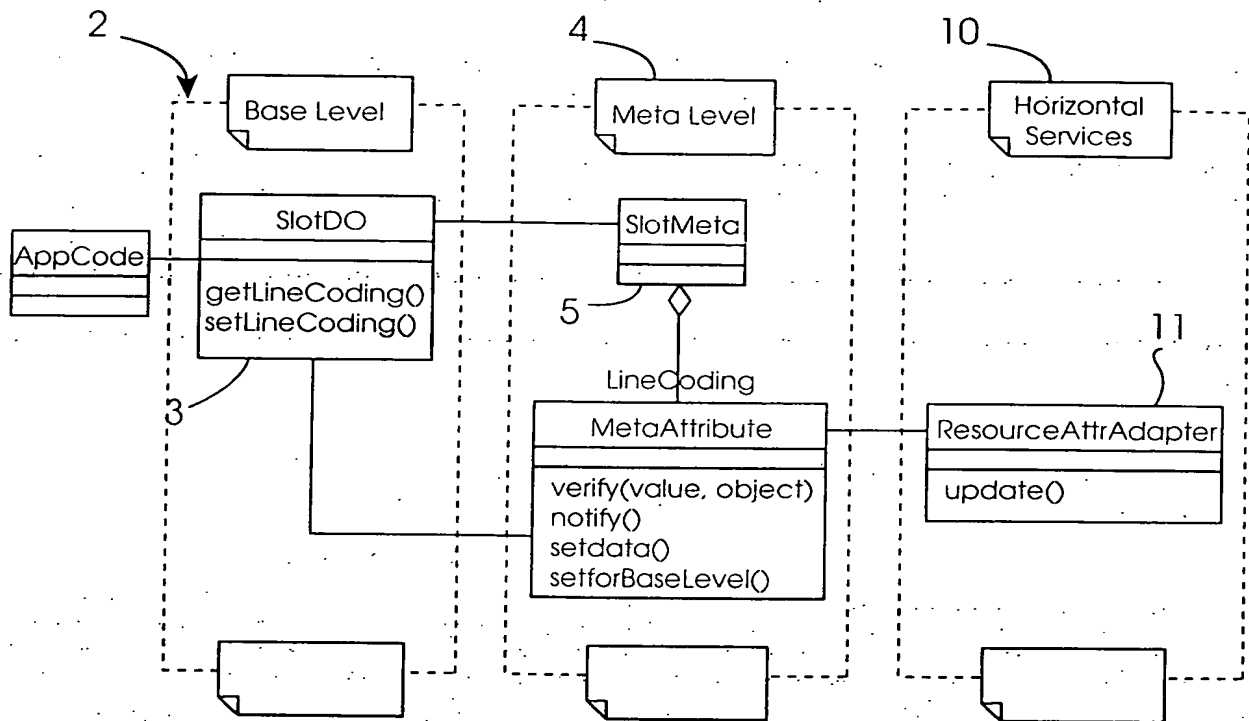 2
4
10
Base Level
Meta Level
Horizontal
Services
SlotDO
SlotMeta
AppCode
getLineCoding()
setLineCoding()
5
3
11
LineCoding
MetaAttribute
ResourceAttrAdapter
verify(value, object)
notify()
setdata()
setforBaseLevel()
update()